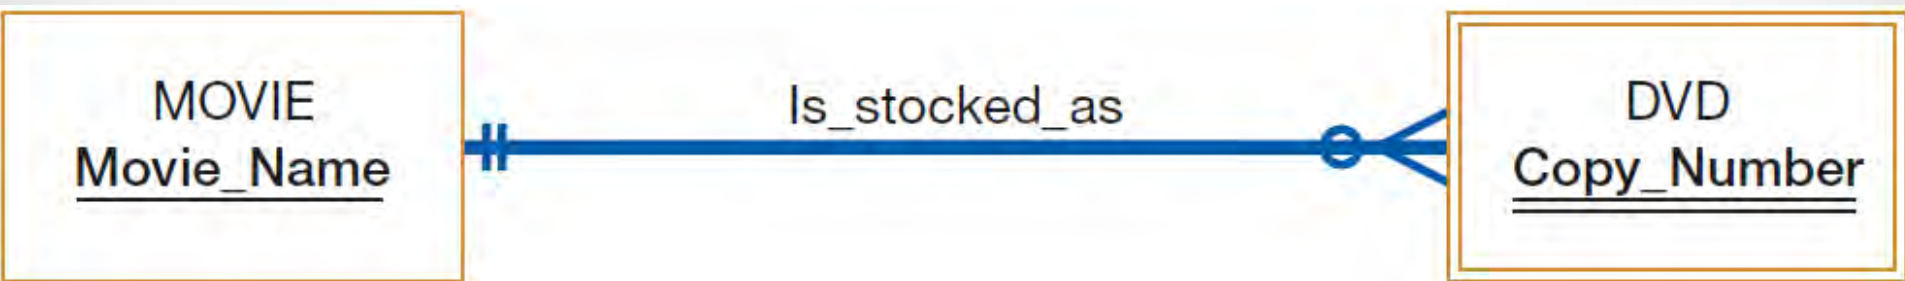 MOVIE
Movie_Name
Is_stocked_as
DVD
Copy_Number